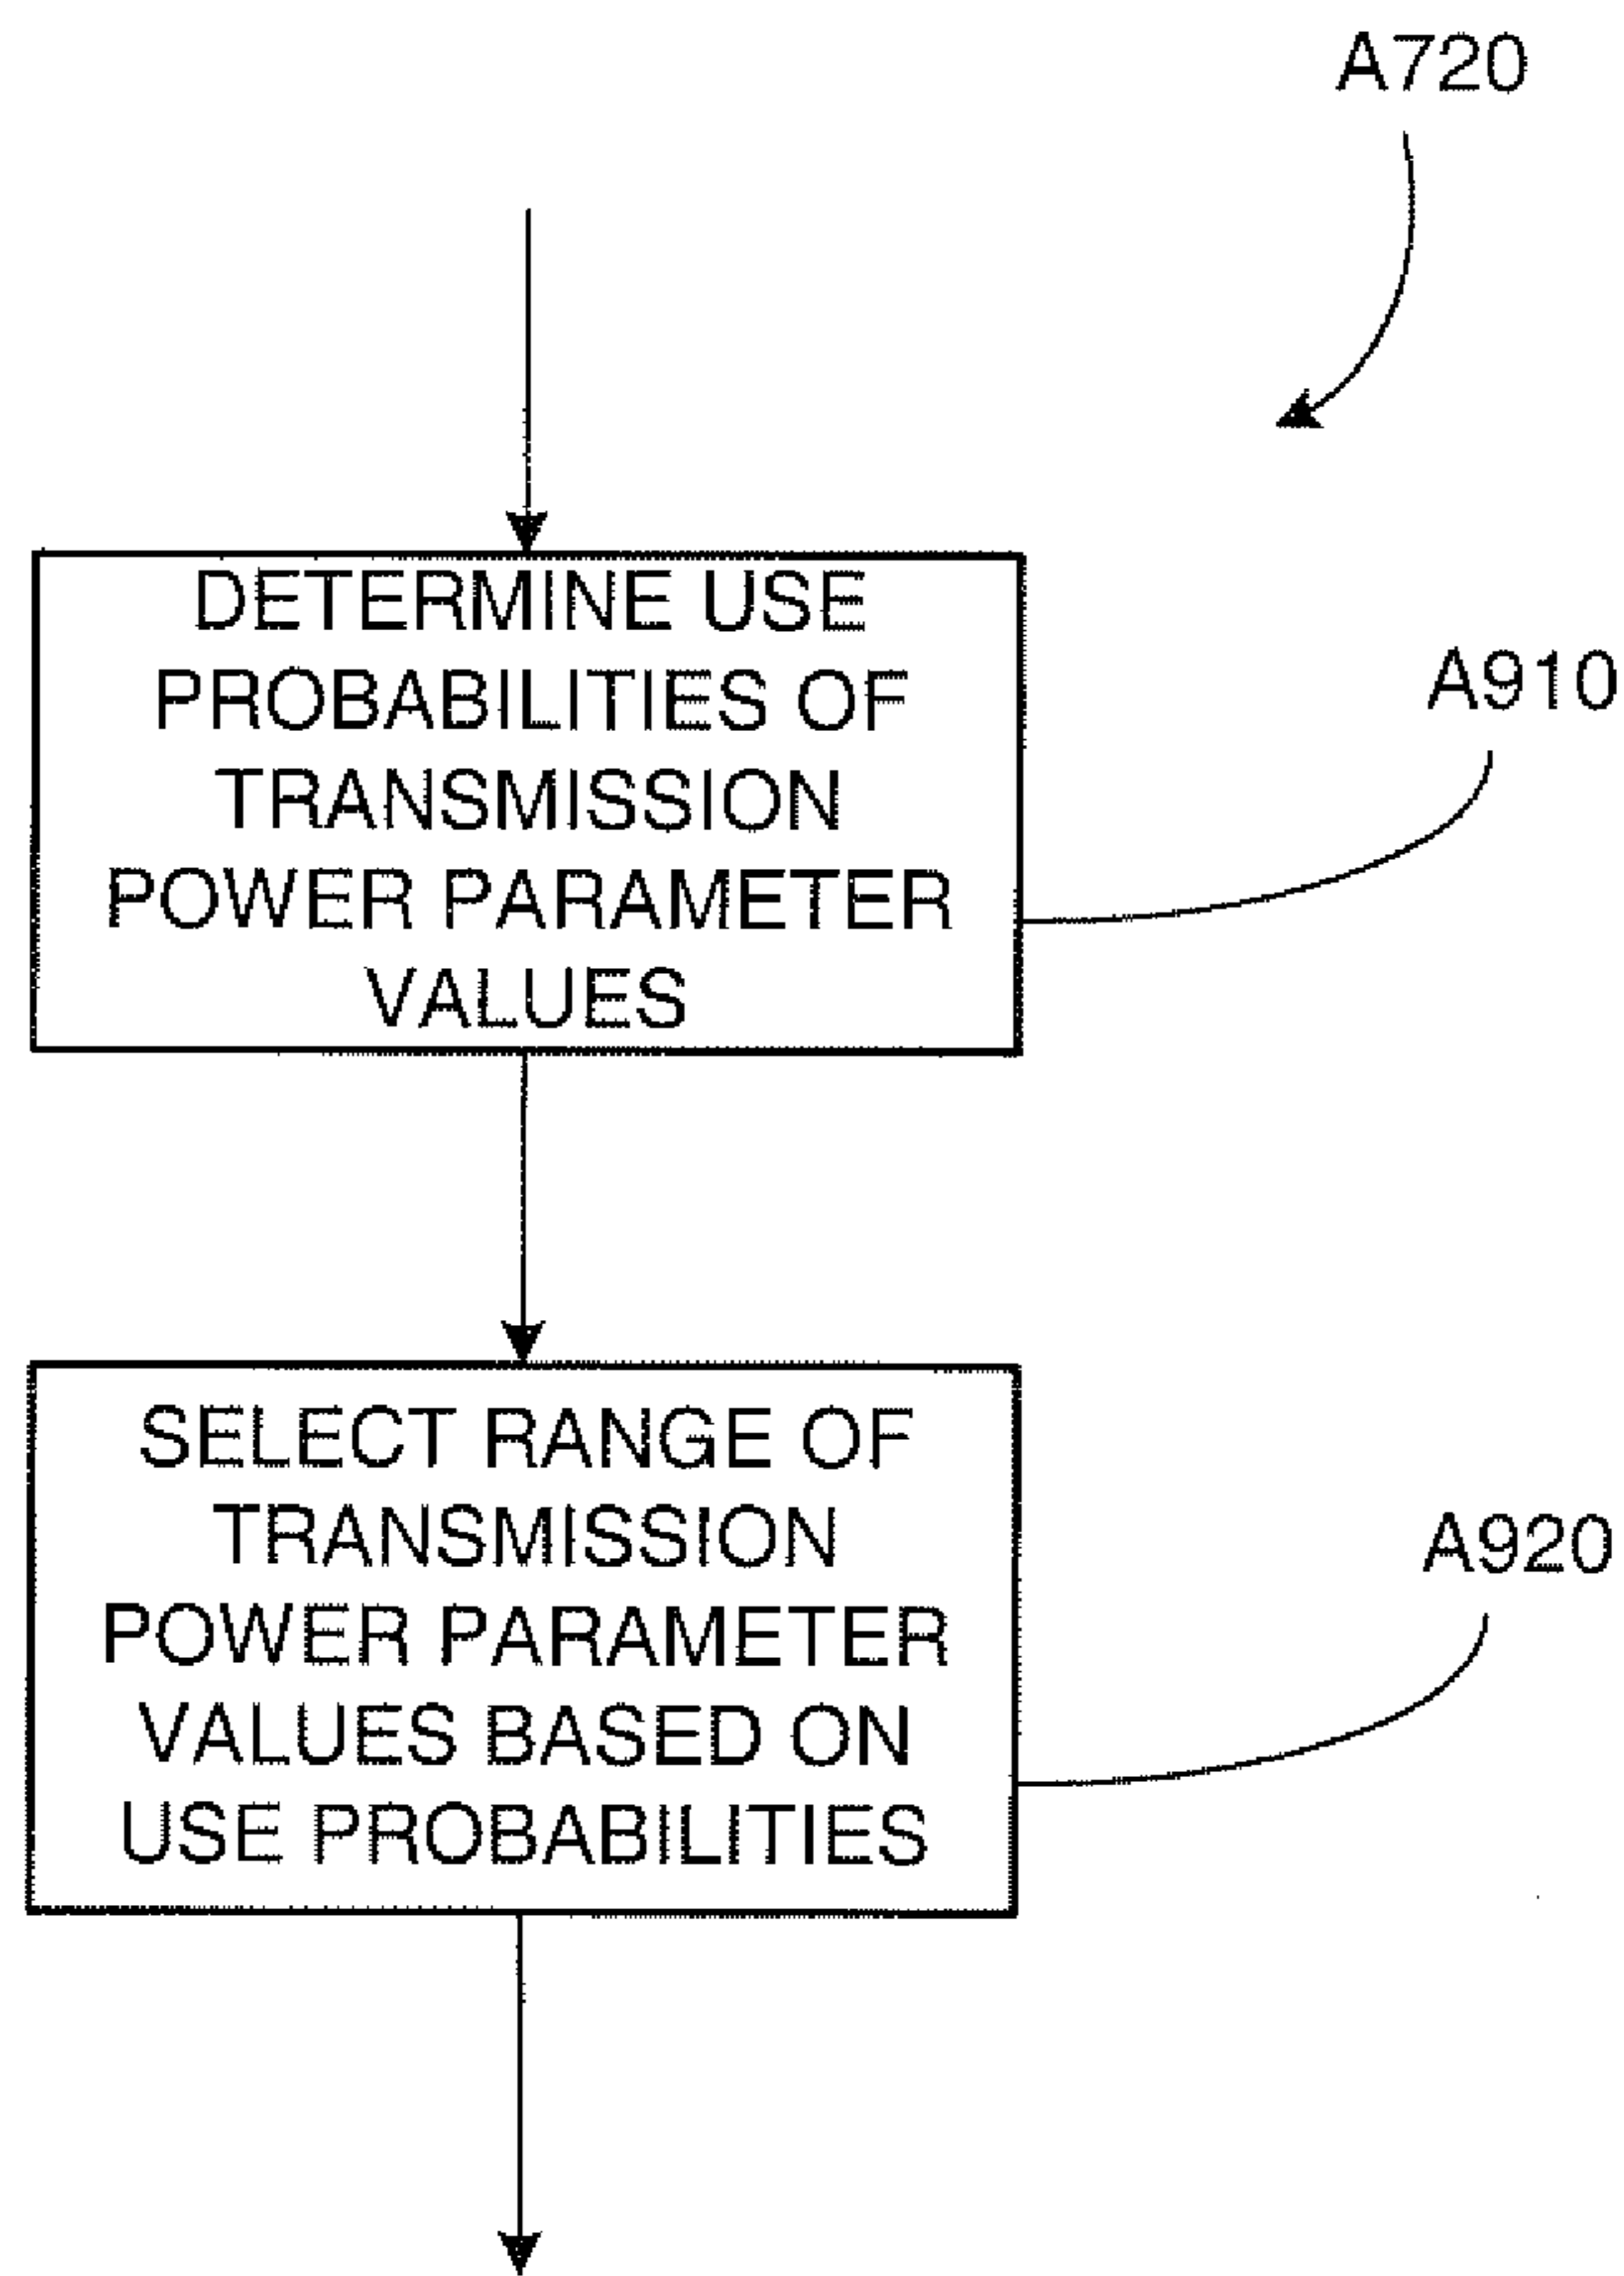 A720
DETERMINE USE
PROBABILITIES OF
TRANSMISSION
POWER PARAMETER
VALUES
A910
SELECT RANGE OF
TRANSMISSION
POWER PARAMETER
VALUES BASED ON
USE PROBABILITIES
A920